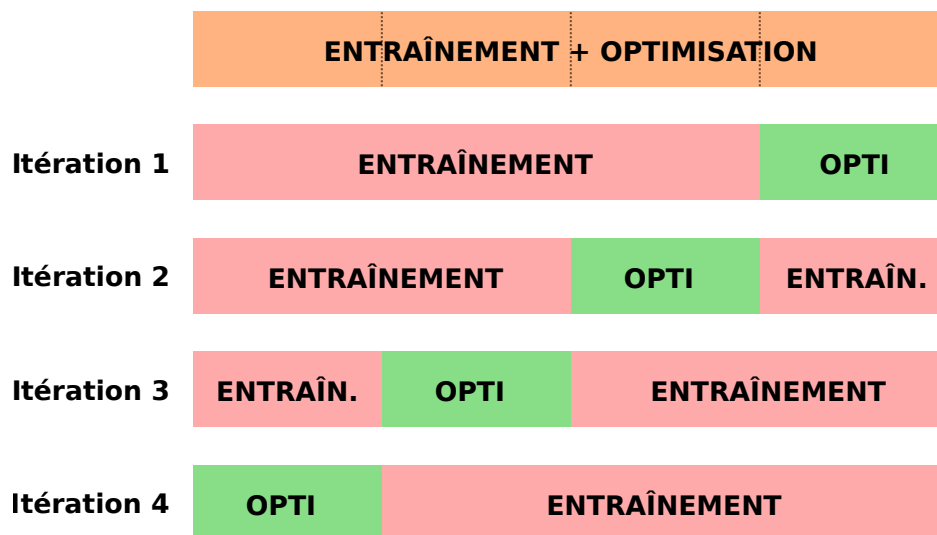 ENTRAÎNEMENT + OPTIMISATION
Itération 1 ENTRAÎNEMENT OPTI
Itération 2 ENTRAÎNEMENT OPTI ENTRAÎN.
Itération 3 ENTRAÎN. OPTI ENTRAÎNEMENT
Itération 4 OPTI ENTRAÎNEMENT